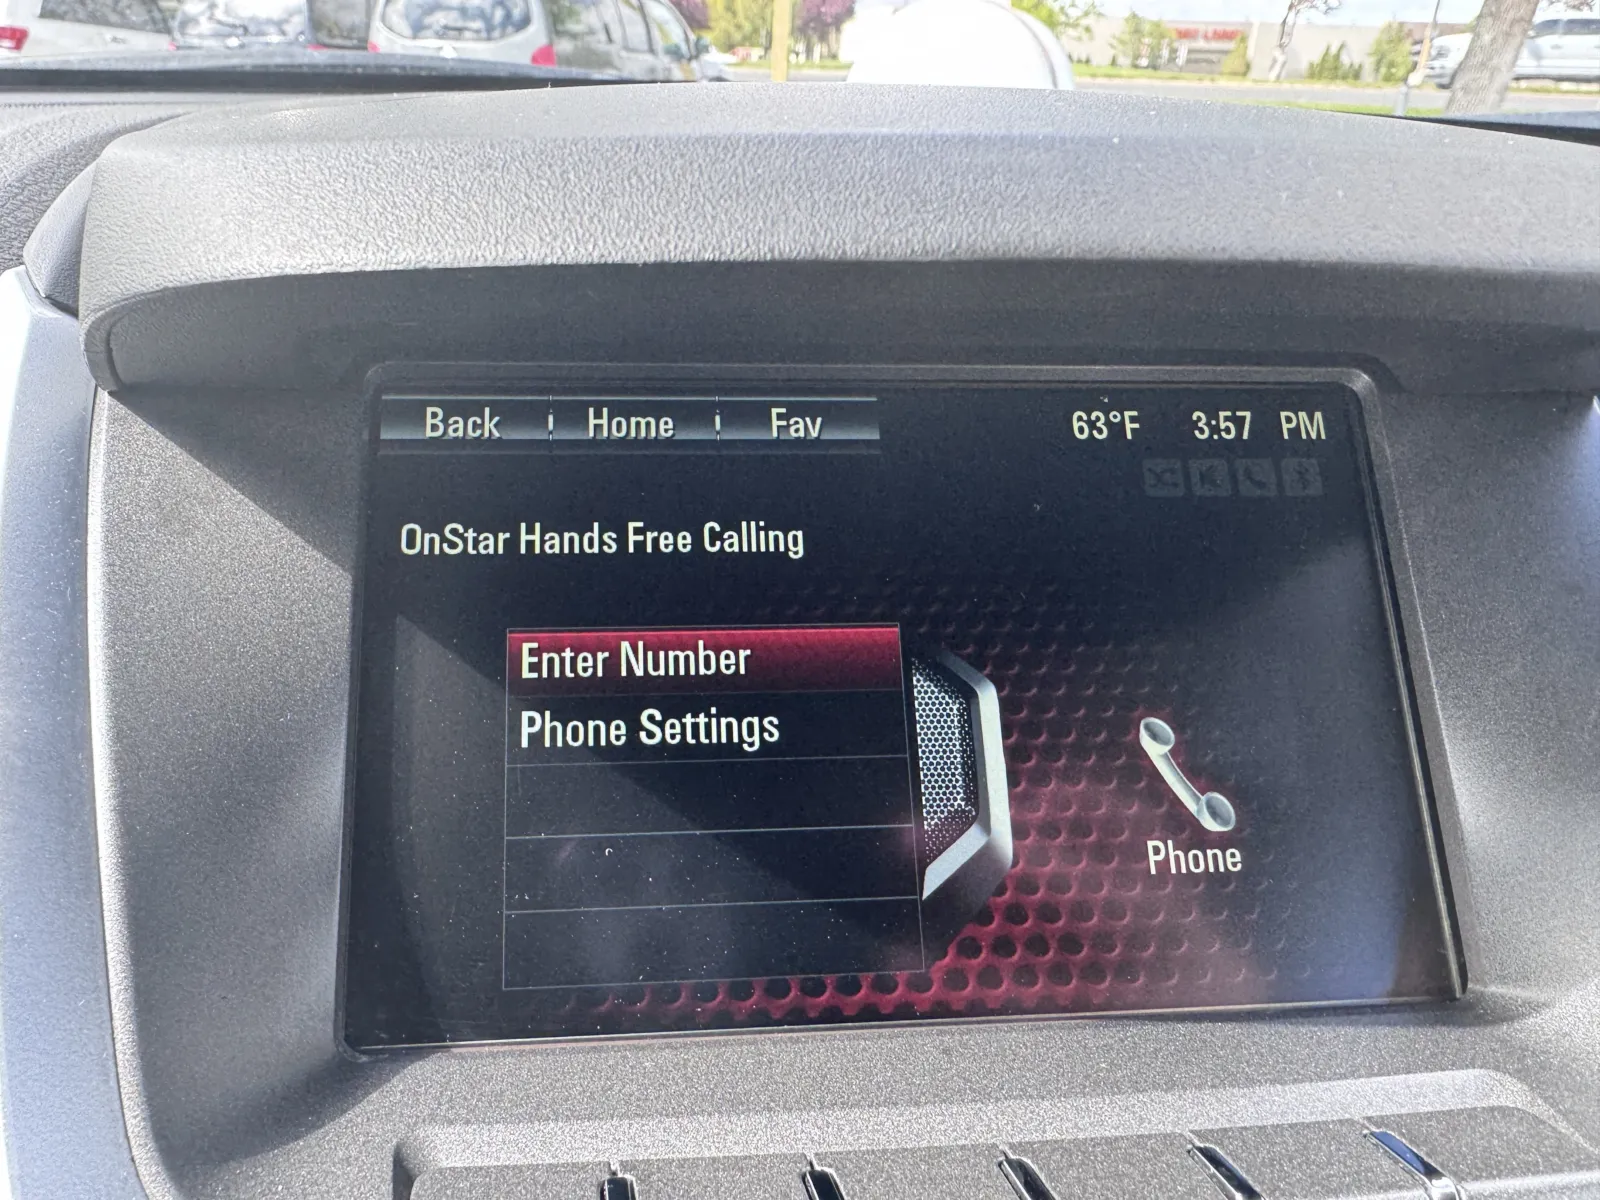 Back Home Fav 63°F 3:57 PM
OnStar Hands Free Calling
Enter Number
Phone Settings
Phone